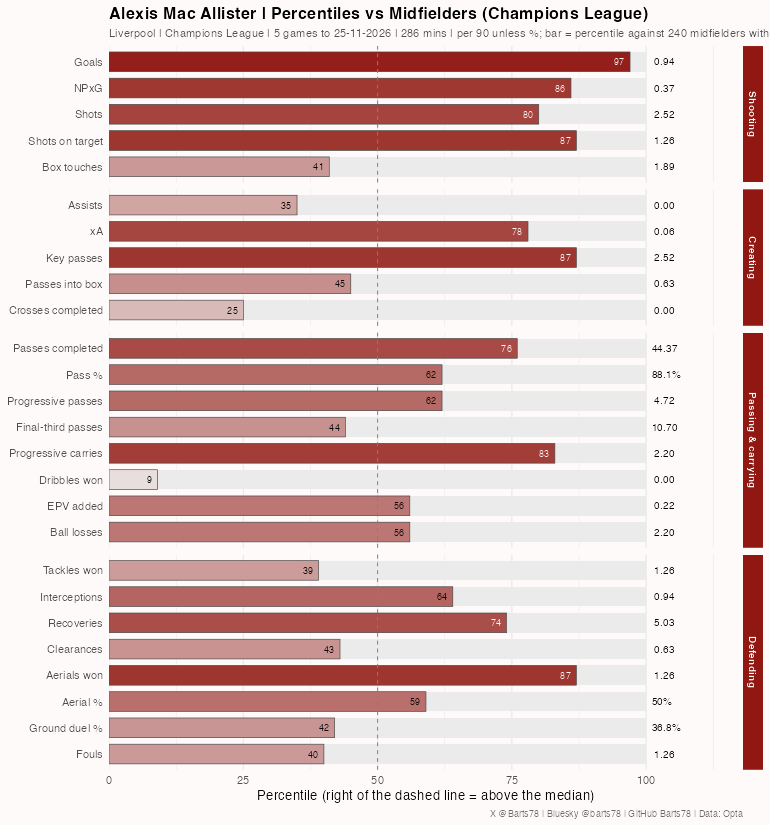 Alexis Mac Allister | Percentiles vs Midfielders (Champions League)
Liverpool | Champions League | 5 games to 25-11-2026 | 286 mins | per 90 unless %; bar = percentile against 240 midfielders with
Goals 97 0.94
NPxG 86 0.37
Shots 80 2.52
Shots on target 87 1.26
Box touches 41 1.89
Shooting
Assists 35 0.00
xA 78 0.06
Key passes 87 2.52
Passes into box 45 0.63
Crosses completed 25 0.00
Creating
Passes completed 76 44.37
Pass % 62 88.1%
Progressive passes 62 4.72
Final-third passes 44 10.70
Progressive carries 83 2.20
Dribbles won 9 0.00
EPV added 56 0.22
Ball losses 56 2.20
Passing & carrying
Tackles won 39 1.26
Interceptions 64 0.94
Recoveries 74 5.03
Clearances 43 0.63
Aerials won 87 1.26
Aerial % 59 50%
Ground duel % 42 36.8%
Fouls 40 1.26
Defending
0 25 50 75 100
Percentile (right of the dashed line = above the median)
X @Barts78 | Bluesky @barts78 | GitHub Barts78 | Data: Opta